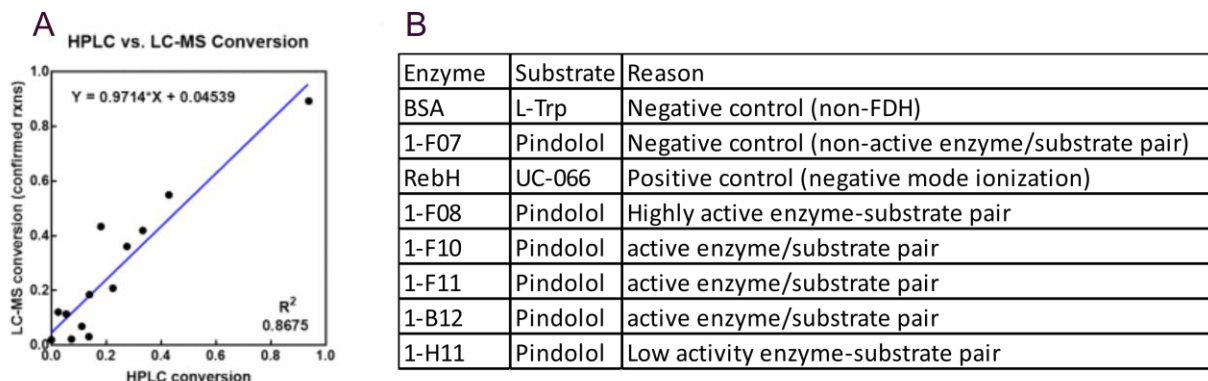 A
HPLC vs. LC-MS Conversion
LC-MS conversion (confirmed rxns)
1.0
0.8
0.6
0.4
0.2
0.0
Y = 0.9714*X + 0.04539
R2
0.8675
0.0 0.2 0.4 0.6 0.8 1.0
HPLC conversion
B
Enzyme Substrate Reason
BSA L-Trp Negative control (non-FDH)
1-F07 Pindolol Negative control (non-active enzyme/substrate pair)
RebH UC-066 Positive control (negative mode ionization)
1-F08 Pindolol Highly active enzyme-substrate pair
1-F10 Pindolol active enzyme/substrate pair
1-F11 Pindolol active enzyme/substrate pair
1-B12 Pindolol active enzyme/substrate pair
1-H11 Pindolol Low activity enzyme-substrate pair